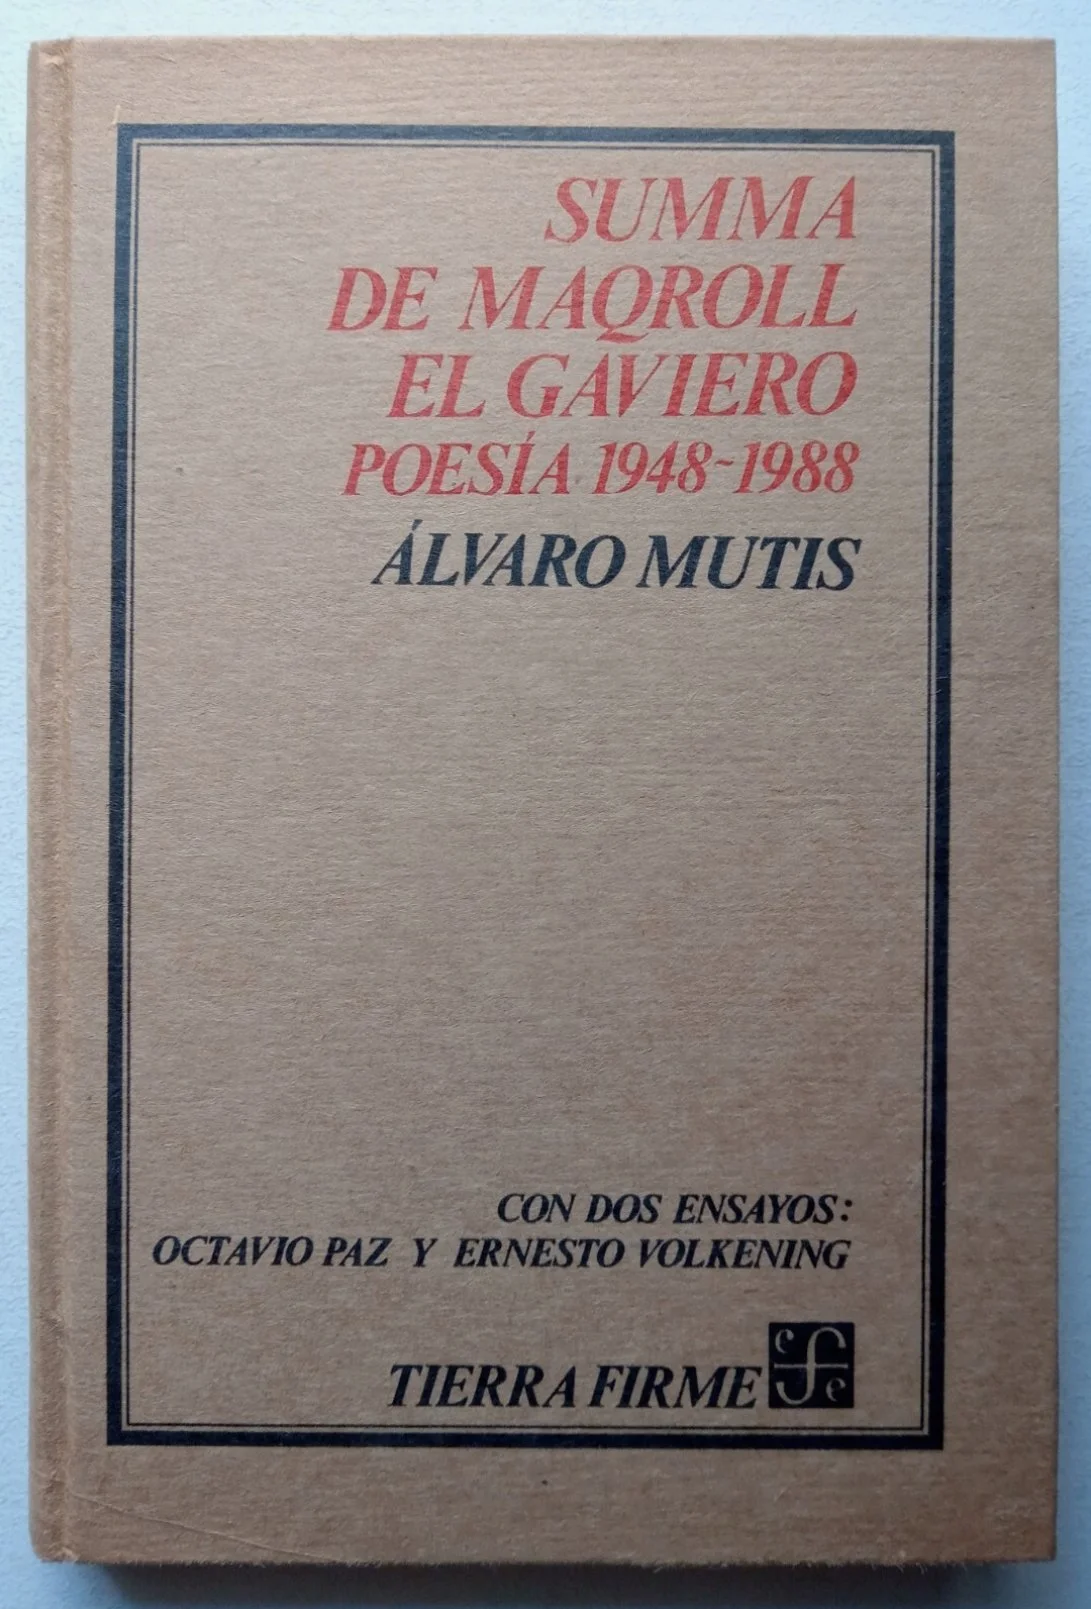 SUMMA
DE MAQROLL
EL GAVIERO
POESÍA 1948-1988
ÁLVARO MUTIS
CON DOS ENSAYOS:
OCTAVIO PAZ Y ERNESTO VOLKENING
TIERRA FIRME cfe